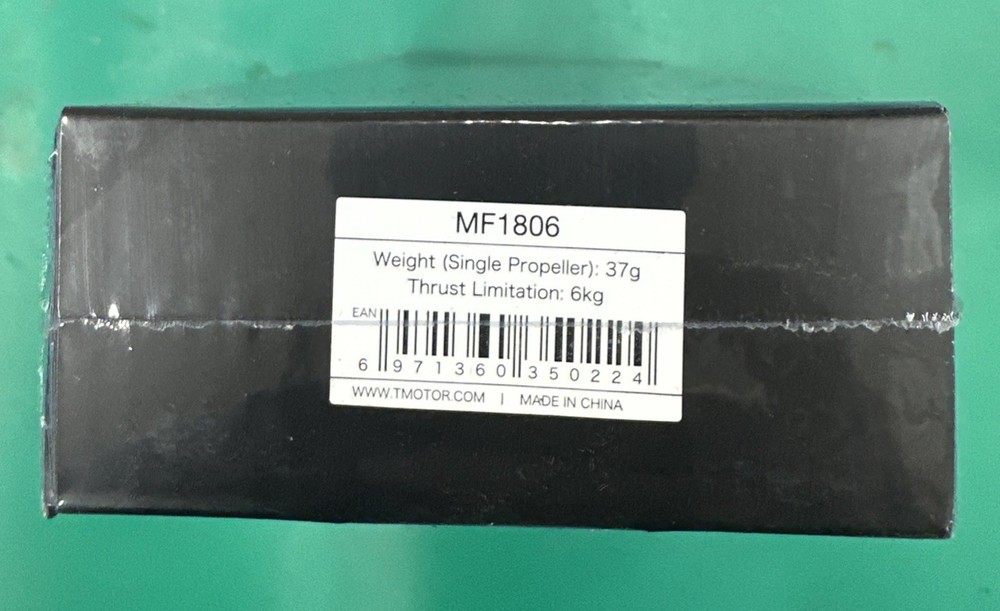 MF1806
Weight (Single Propeller): 37g
Thrust Limitation: 6kg
EAN
6 971360 350224
WWW.TMOTOR.COM | MADE IN CHINA